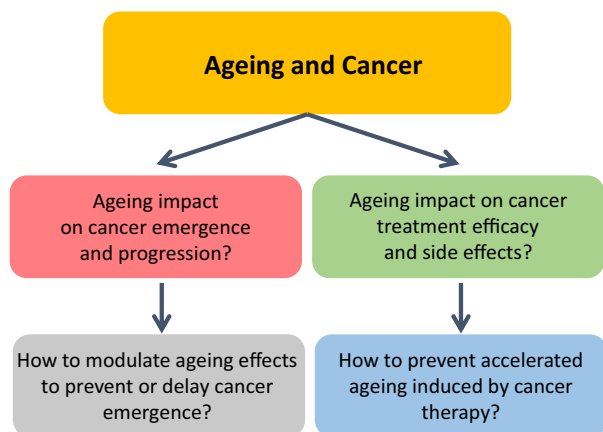 Ageing and Cancer
Ageing impact
on cancer emergence
and progression?
Ageing impact on cancer
treatment efficacy
and side effects?
How to modulate ageing effects
to prevent or delay cancer
emergence?
How to prevent accelerated
ageing induced by cancer
therapy?